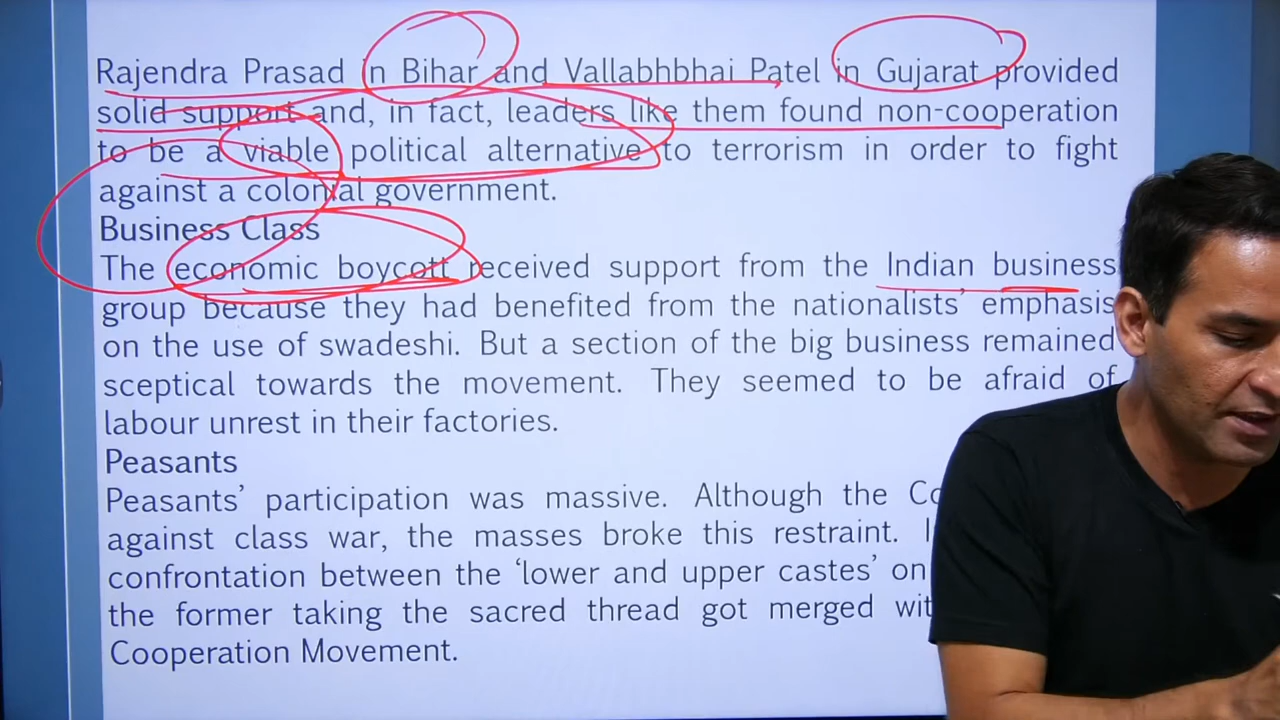 Rajendra Prasad in Bihar and Vallabhbhai Patel in Gujarat provided
solid support and, in fact, leaders like them found non-cooperation
to be a viable political alternative to terrorism in order to fight
against a colonial government.
Business Class
The economic boycott received support from the Indian business
group because they had benefited from the nationalists’ emphasis
on the use of swadeshi. But a section of the big business remained
sceptical towards the movement. They seemed to be afraid of
labour unrest in their factories.
Peasants
Peasants’ participation was massive. Although the
against class war, the masses broke this restraint.
confrontation between the ‘lower and upper castes’ on
the former taking the sacred thread got merged
Cooperation Movement.